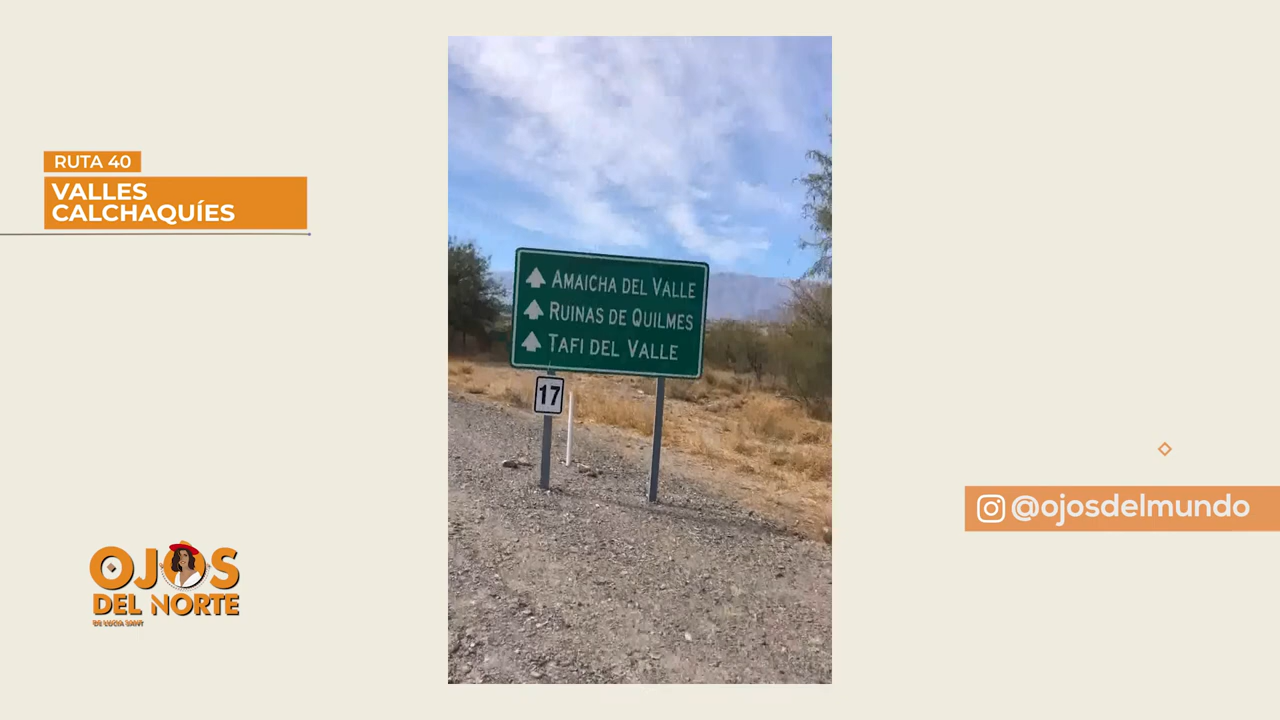 RUTA 40
VALLES
CALCHAQUÍES
AMAICHA DEL VALLE
RUINAS DE QUILMES
TAFI DEL VALLE
17
@ojosdelmundo
OJOS
DEL NORTE